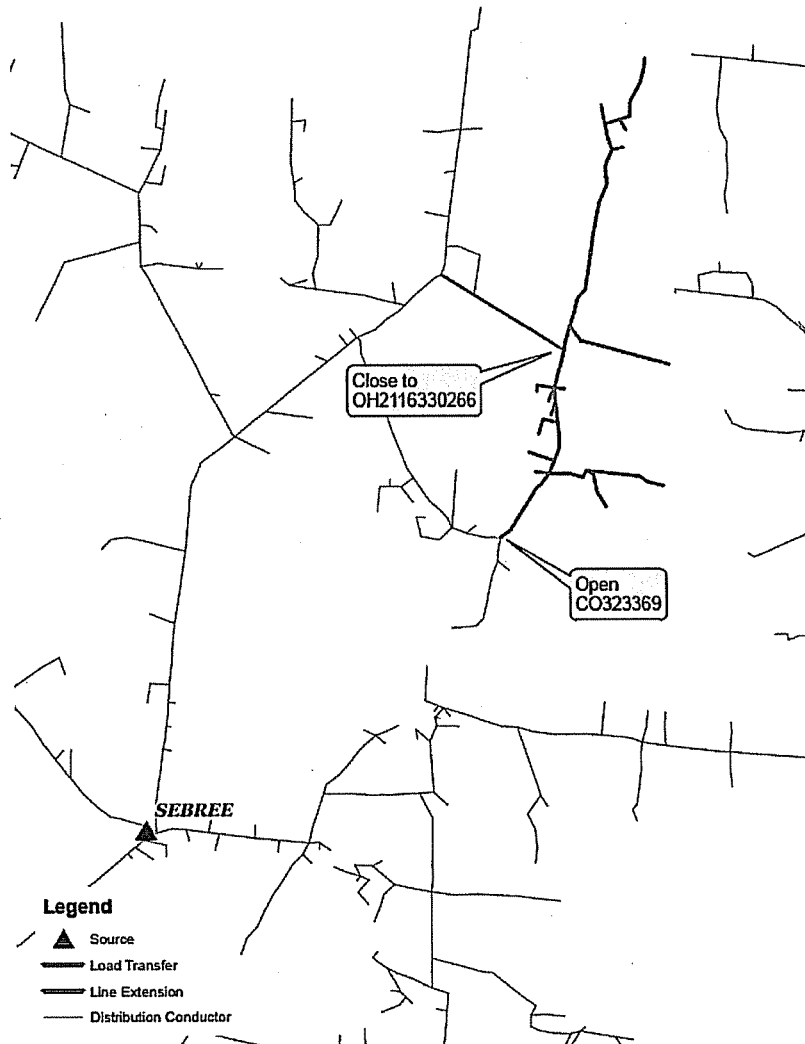 Close to
OH2116330266
Open
CO323369
SEBREE
Legend
Source
Load Transfer
Line Extension
Distribution Conductor